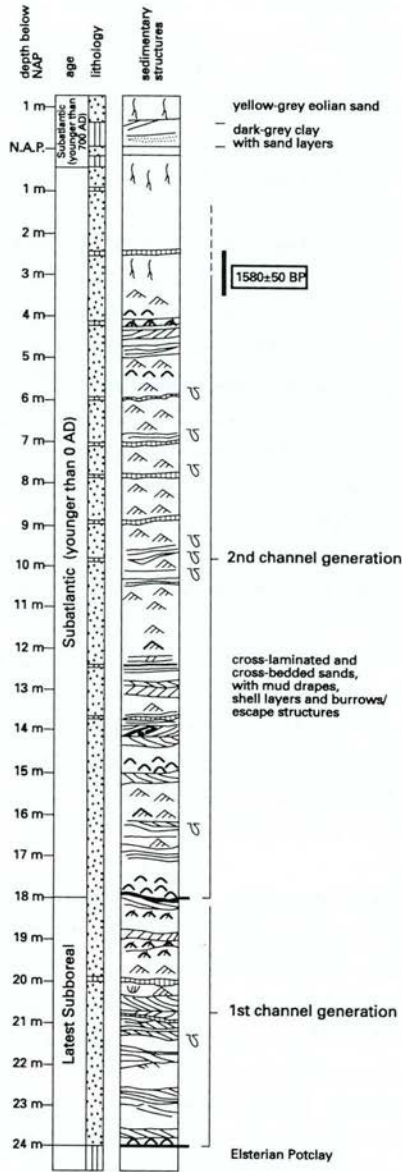 depth below
NAP
age
lithology
sedimentary
structures
1 m
N.A.P.
1 m
2 m
3 m
4 m
5 m
6 m
7 m
8 m
9 m
10 m
11 m
12 m
13 m
14 m
15 m
16 m
17 m
18 m
19 m
20 m
21 m
22 m
23 m
24 m
Subatlantic
(younger than
700 AD)
Subatlantic (younger than 0 AD)
Latest Subboreal
yellow-grey eolian sand
dark-grey clay
with sand layers
1580±50 BP
2nd channel generation
cross-laminated and
cross-bedded sands,
with mud drapes,
shell layers and burrows/
escape structures
1st channel generation
Elsterian Potclay